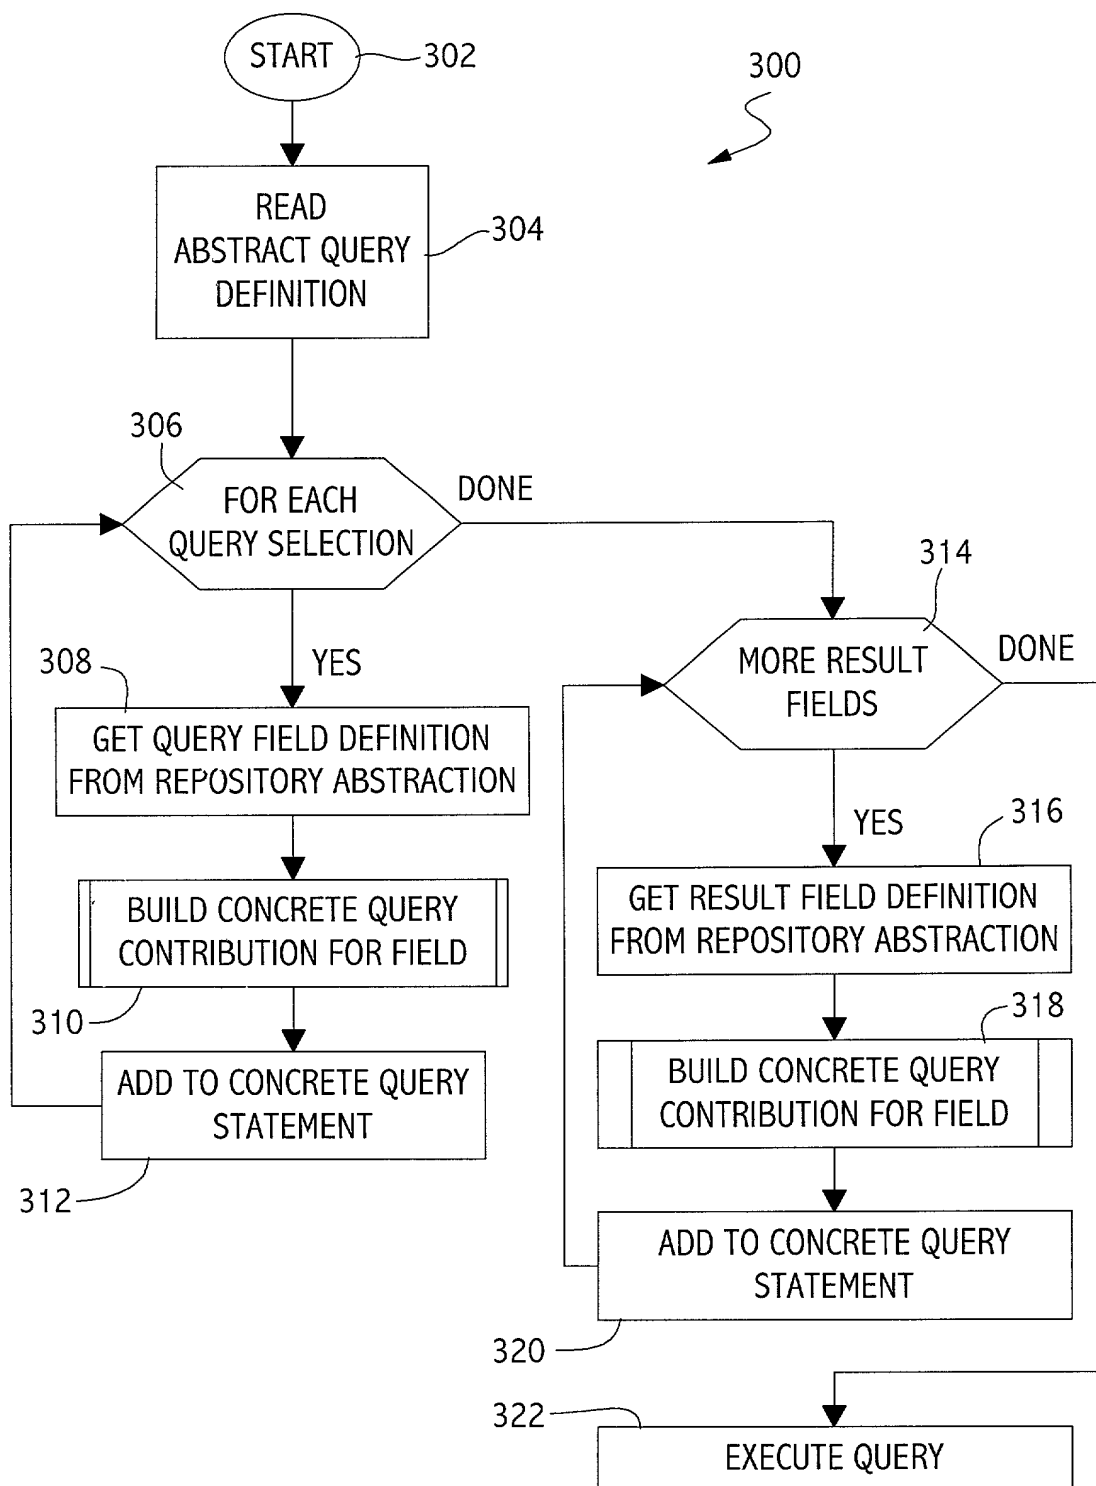 START
302
300
READ
ABSTRACT QUERY
DEFINITION
304
306
FOR EACH
QUERY SELECTION
DONE
YES
308
GET QUERY FIELD DEFINITION
FROM REPOSITORY ABSTRACTION
BUILD CONCRETE QUERY
CONTRIBUTION FOR FIELD
310
ADD TO CONCRETE QUERY
STATEMENT
312
314
MORE RESULT
FIELDS
DONE
YES
316
GET RESULT FIELD DEFINITION
FROM REPOSITORY ABSTRACTION
318
BUILD CONCRETE QUERY
CONTRIBUTION FOR FIELD
ADD TO CONCRETE QUERY
STATEMENT
320
322
EXECUTE QUERY